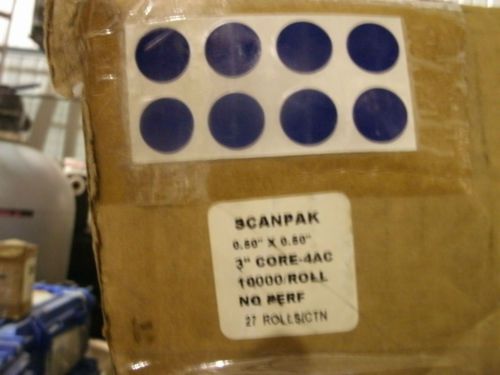 SCANPAK
0.50" X 0.50"
3" CORE-4AC
10000/ROLL
NO PERF
27 ROLLS/CTN